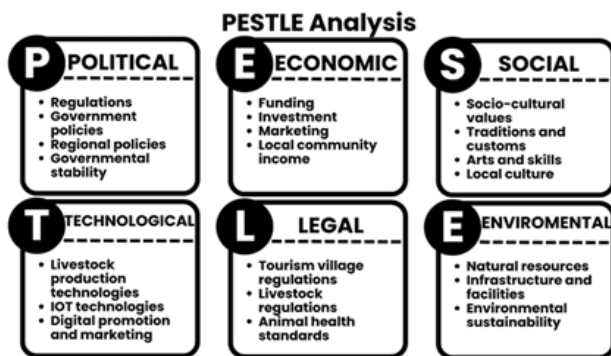 PESTLE Analysis
P POLITICAL
• Regulations
• Government
policies
• Regional policies
• Governmental
stability
E ECONOMIC
• Funding
• Investment
• Marketing
• Local community
income
S SOCIAL
• Socio-cultural
values
• Traditions and
customs
• Arts and skills
• Local culture
T TECHNOLOGICAL
• Livestock
production
technologies
• IOT technologies
• Digital promotion
and marketing
L LEGAL
• Tourism village
regulations
• Livestock
regulations
• Animal health
standards
E ENVIROMENTAL
• Natural resources
• Infrastructure and
facilities
• Environmental
sustainability